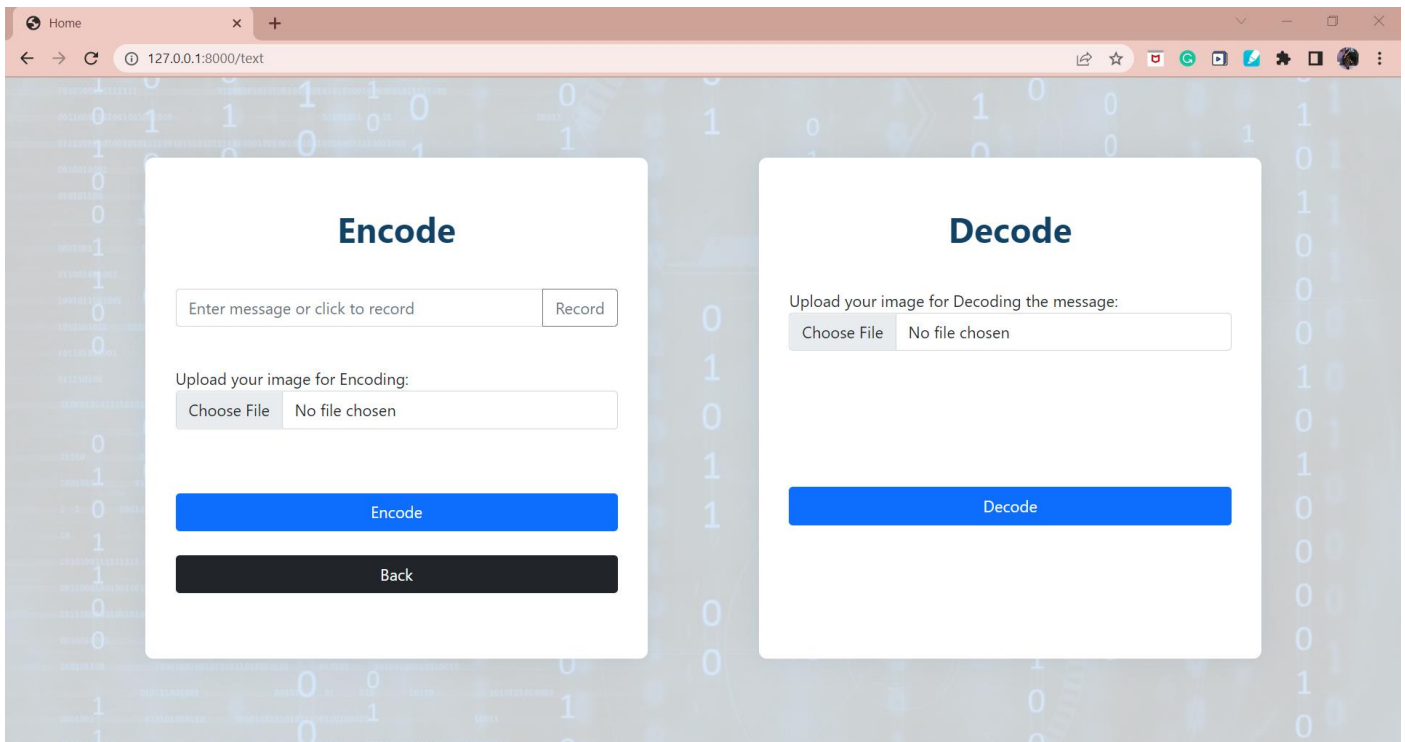 Home
127.0.0.1:8000/text
Encode
Enter message or click to record
Record
Upload your image for Encoding:
Choose File No file chosen
Encode
Back
Decode
Upload your image for Decoding the message:
Choose File No file chosen
Decode